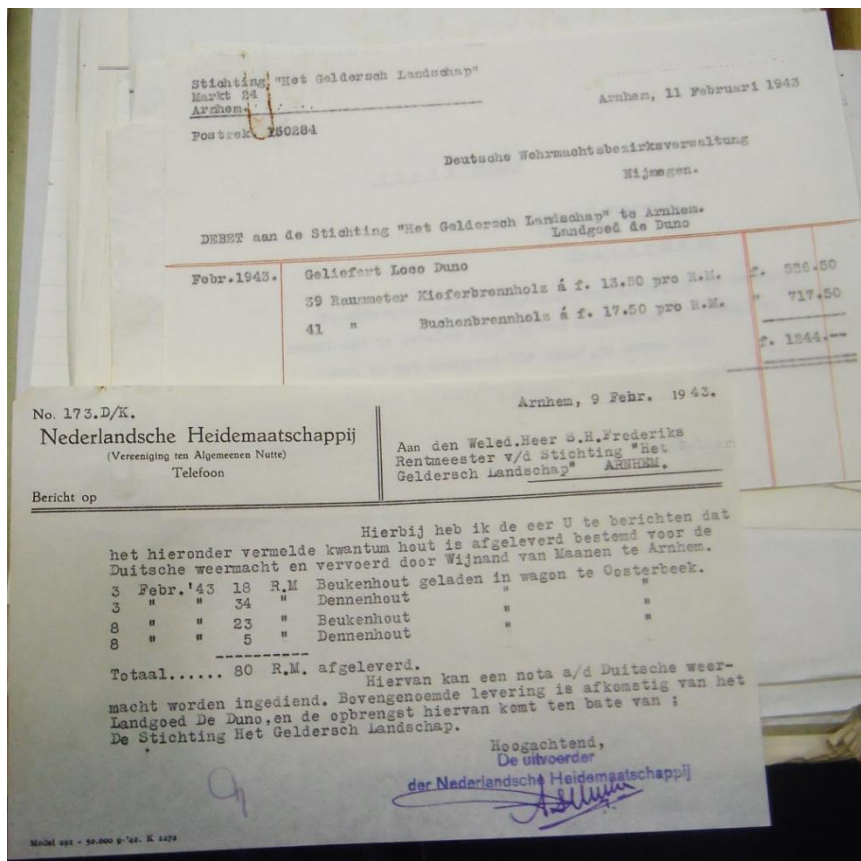 Stichting "Het Geldersch Landschap"
Markt 24
Arnhem.
Postrek. 150284
Arnhem, 11 Februari 1943
Deutsche Wehrmachtsbezirksverwaltung
Nijmegen.
DEBET aan de Stichting "Het Geldersch Landschap" te Arnhem.
Landgoed de Duno
Febr.1943. Geliefert Loco Duno
39 Raummeter Kieferbrennholz á f. 13.50 pro R.M. f. 526.50
41 " Buchenbrennholz á f. 17.50 pro R.M. " 717.50
f. 1244.--
No. 173.D/K.
Nederlandsche Heidemaatschappij
(Vereeniging ten Algemeenen Nutte)
Telefoon
Bericht op
Arnhem, 9 Febr. 1943.
Aan den Weled.Heer S.H.Frederiks
Rentmeester v/d Stichting "Het
Geldersch Landschap" ARNHEM.
Hierbij heb ik de eer U te berichten dat
het hieronder vermelde kwantum hout is afgeleverd bestemd voor de
Duitsche weermacht en vervoerd door Wijnand van Maanen te Arnhem.
3 Febr.'43 18 R.M Beukenhout geladen in wagon te Oosterbeek.
3 " " 34 " Dennenhout " "
8 " " 23 " Beukenhout " "
8 " " 5 " Dennenhout " "
----------
Totaal...... 80 R.M. afgeleverd.
Hiervan kan een nota a/d Duitsche weer-
macht worden ingediend. Bovengenoemde levering is afkomstig van het
Landgoed De Duno,en de opbrengst hiervan komt ten bate van ;
De Stichting Het Geldersch Landschap.
Hoogachtend,
De uitvoerder
der Nederlandsche Heidemaatschappij
Model 291 - 50.000 9-'42. K 1272